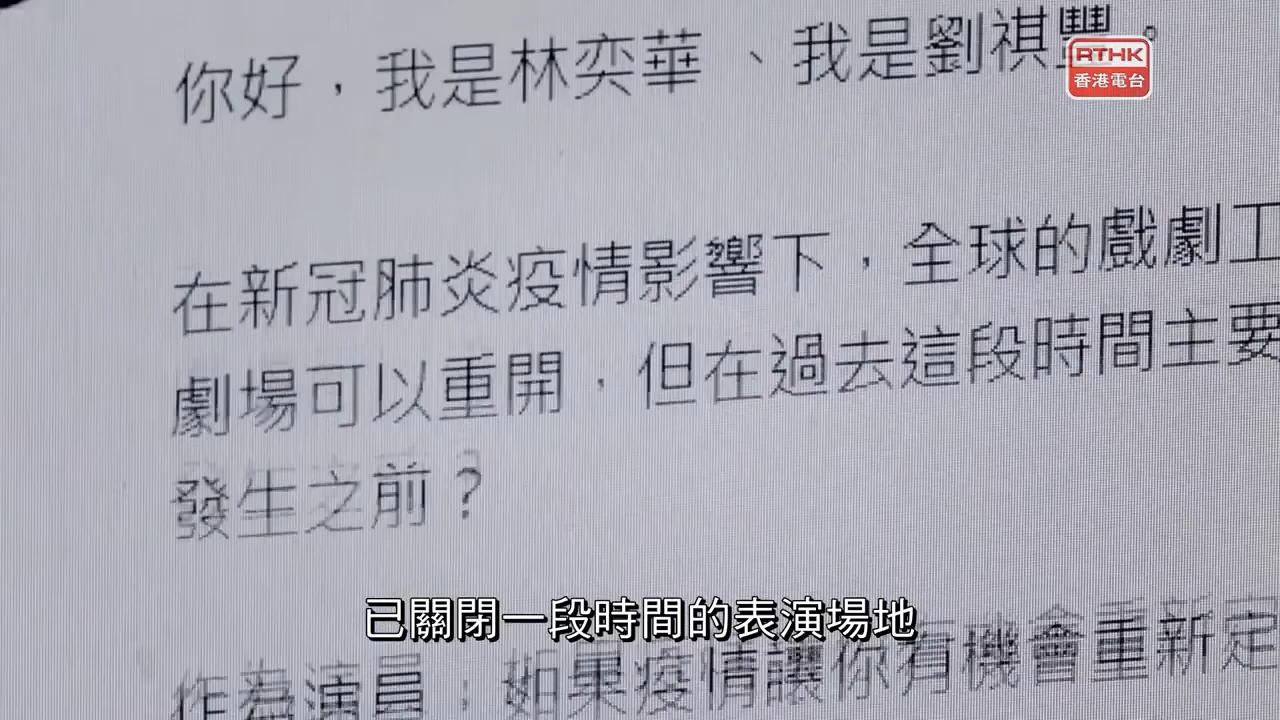 你好，我是林奕華、我是劉祺豐。
RTHK
香港電台
在新冠肺炎疫情影響下，全球的戲劇工
劇場可以重開，但在過去這段時間主要
發生之前？
已關閉一段時間的表演場地
作為演員；如果疫情讓你有機會重新定